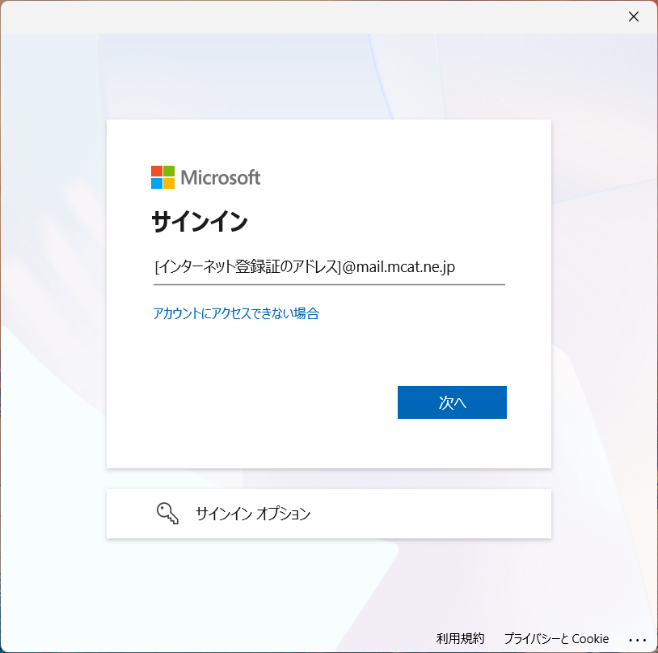 Microsoft
サインイン
[インターネット登録証のアドレス]@mail.mcat.ne.jp
アカウントにアクセスできない場合
次へ
サインイン オプション
利用規約 プライバシーと Cookie ...